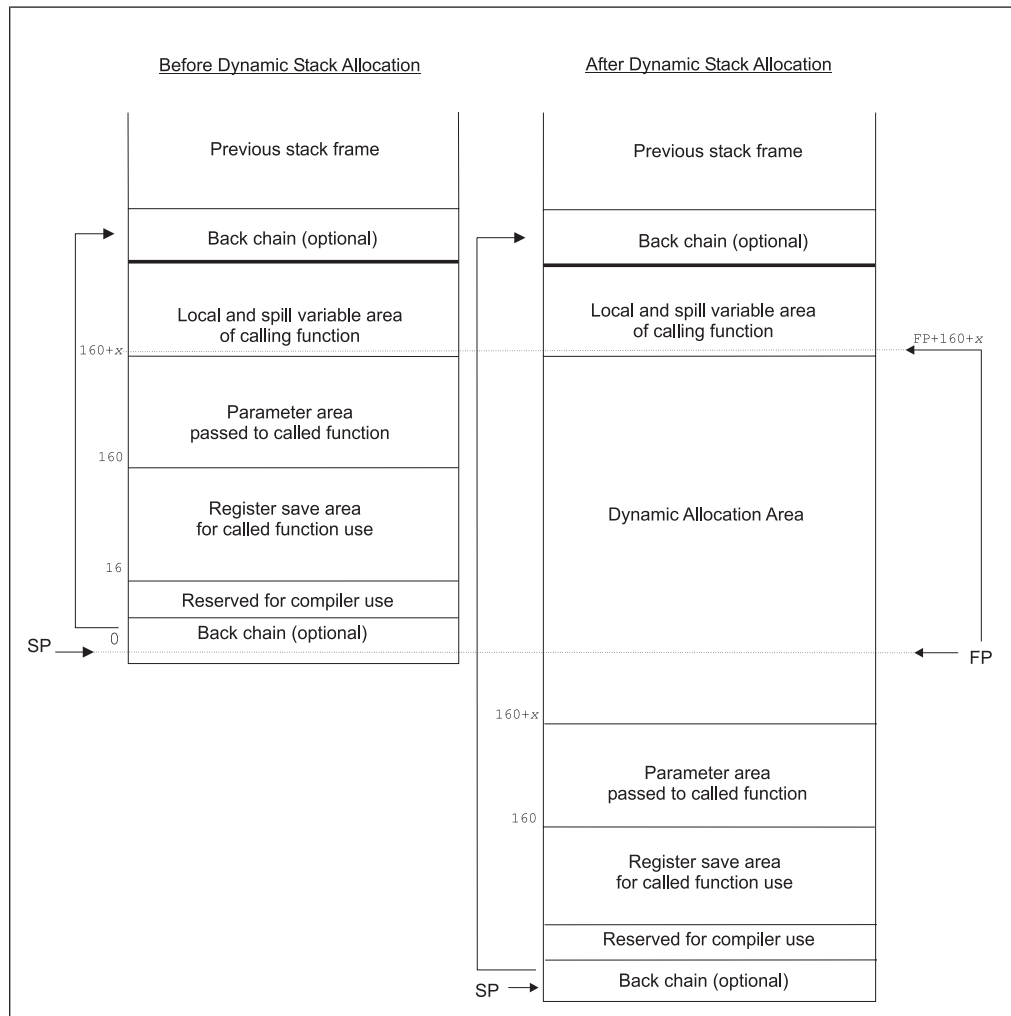 Before Dynamic Stack Allocation
Previous stack frame
Back chain (optional)
Local and spill variable area
of calling function
160+x
Parameter area
passed to called function
160
Register save area
for called function use
16
Reserved for compiler use
Back chain (optional)
0
SP
After Dynamic Stack Allocation
Previous stack frame
Back chain (optional)
Local and spill variable area
of calling function
FP+160+x
Dynamic Allocation Area
FP
160+x
Parameter area
passed to called function
160
Register save area
for called function use
Reserved for compiler use
Back chain (optional)
SP